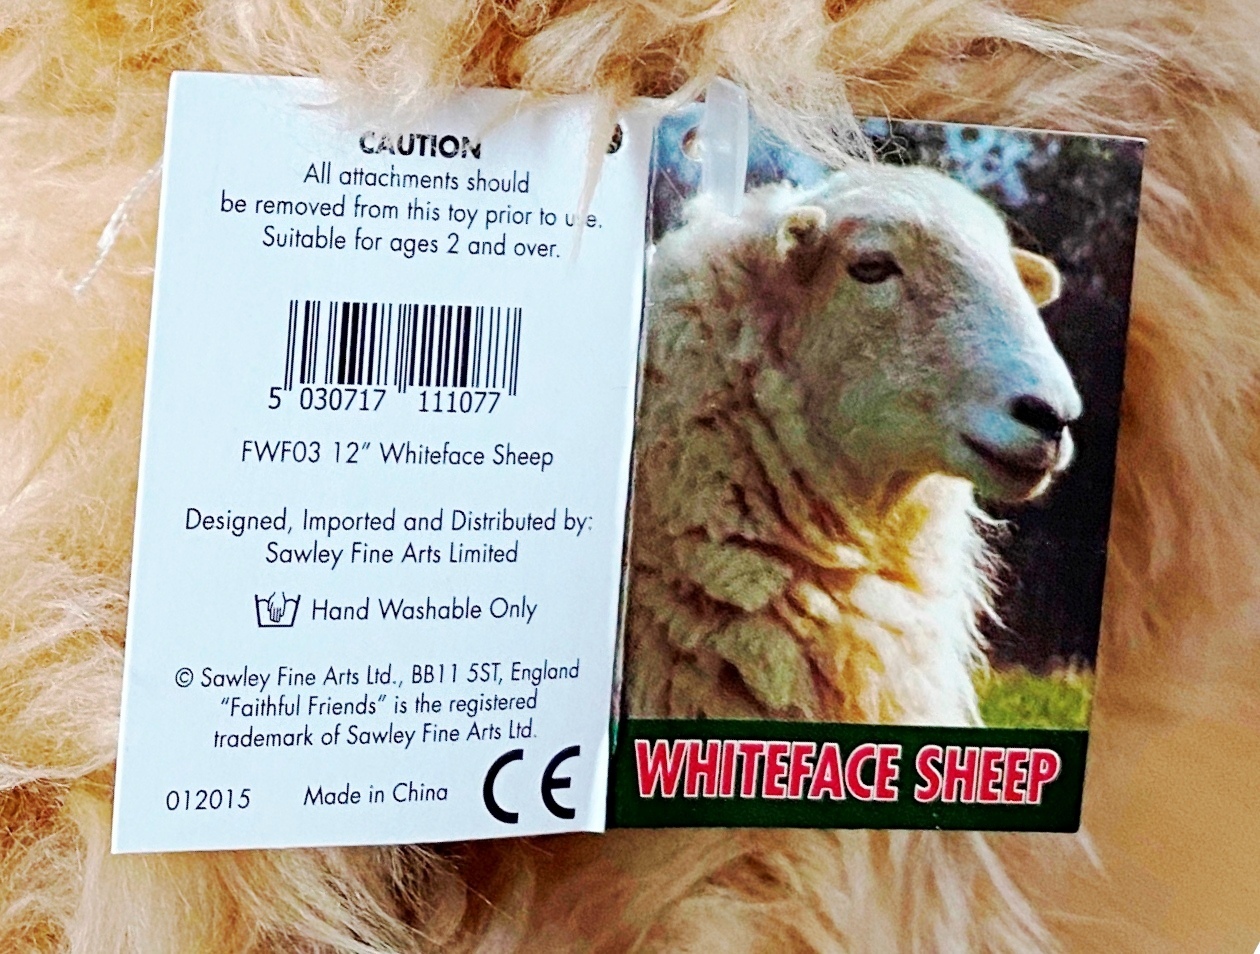 CAUTION
All attachments should
be removed from this toy prior to use.
Suitable for ages 2 and over.
5 030717 111077
FWF03 12” Whiteface Sheep
Designed, Imported and Distributed by:
Sawley Fine Arts Limited
Hand Washable Only
© Sawley Fine Arts Ltd., BB11 5ST, England
“Faithful Friends” is the registered
trademark of Sawley Fine Arts Ltd.
012015 Made in China CE
WHITEFACE SHEEP